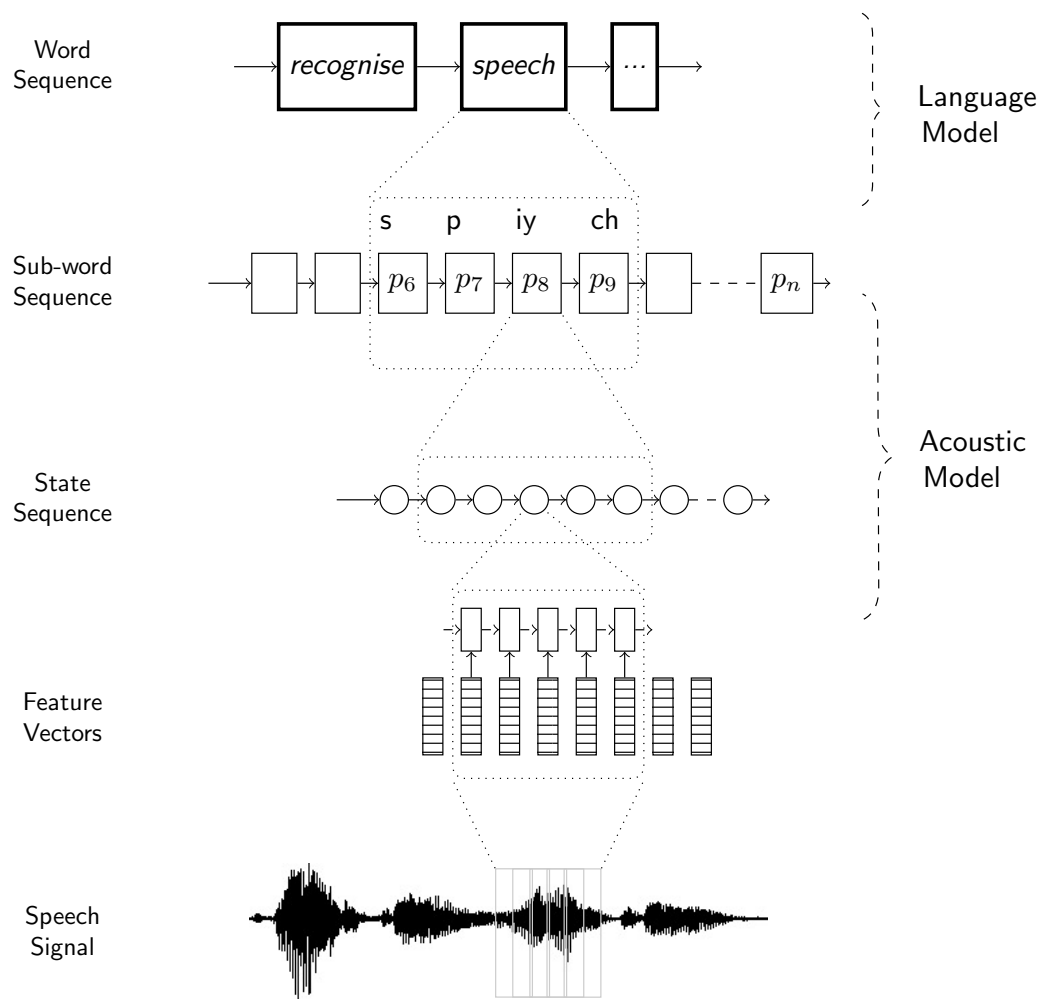 Word
Sequence
recognise
speech
...
Language
Model
s p iy ch
Sub-word
Sequence
p6 p7 p8 p9 pn
Acoustic
Model
State
Sequence
Feature
Vectors
Speech
Signal